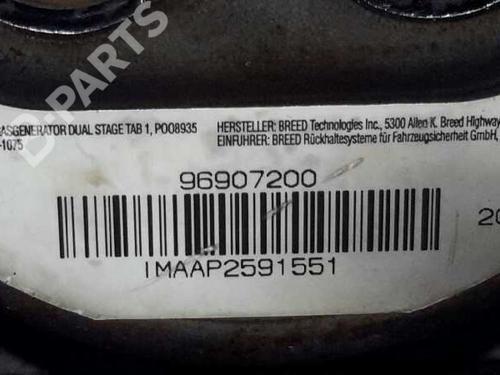 B-PARTS
ASGENERATOR DUAL STAGE TAB 1, POO8935
-1075
HERSTELLER: BREED Technologies Inc., 5300 Allen K. Breed Highway
EINFUHRER: BREED Rückhaltesysteme für Fahrzeugsicherheit GmbH,
96907200
20
IMAAP2591551